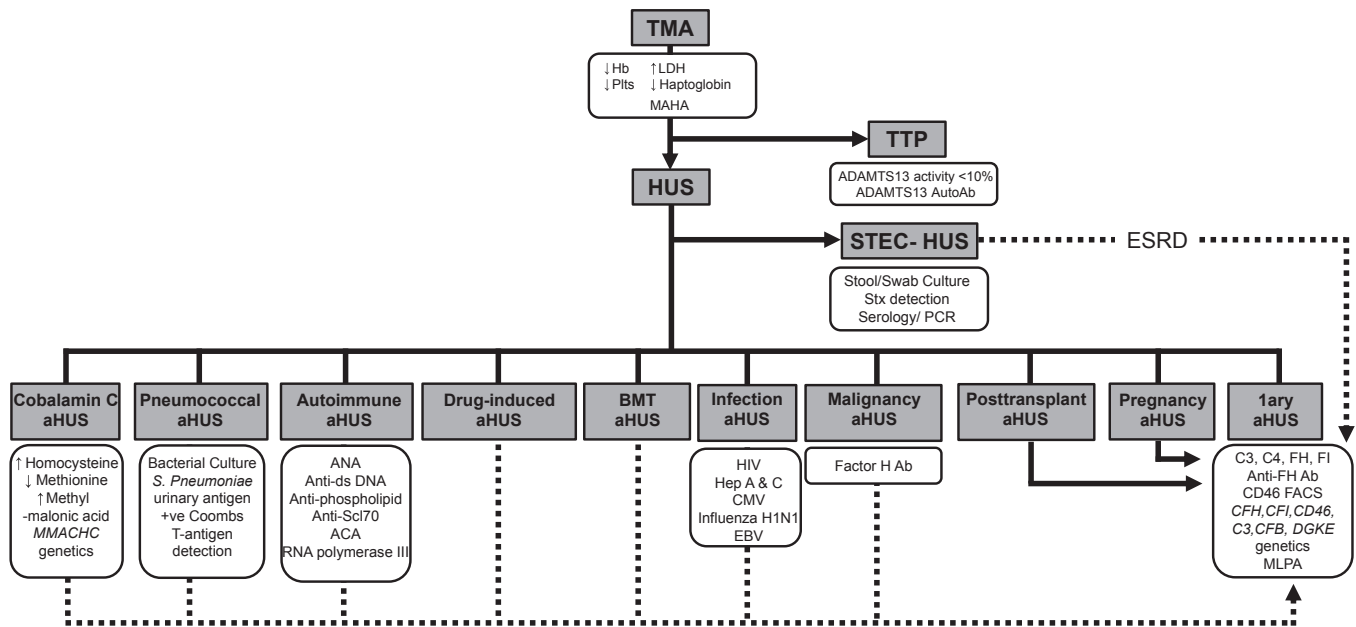 TMA
↓Hb ↑LDH
↓Plts ↓Haptoglobin
MAHA
TTP
ADAMTS13 activity <10%
ADAMTS13 AutoAb
HUS
STEC- HUS
ESRD
Stool/Swab Culture
Stx detection
Serology/ PCR
Cobalamin C
aHUS
↑Homocysteine
↓ Methionine
↑ Methyl
-malonic acid
MMACHC
genetics
Pneumococcal
aHUS
Bacterial Culture
S. Pneumoniae
urinary antigen
+ve Coombs
T-antigen
detection
Autoimmune
aHUS
ANA
Anti-ds DNA
Anti-phospholipid
Anti-Scl70
ACA
RNA polymerase III
Drug-induced
aHUS
BMT
aHUS
Infection
aHUS
HIV
Hep A & C
CMV
Influenza H1N1
EBV
Malignancy
aHUS
Factor H Ab
Posttransplant
aHUS
Pregnancy
aHUS
1ary
aHUS
C3, C4, FH, FI
Anti-FH Ab
CD46 FACS
CFH,CFI,CD46,
C3,CFB, DGKE
genetics
MLPA